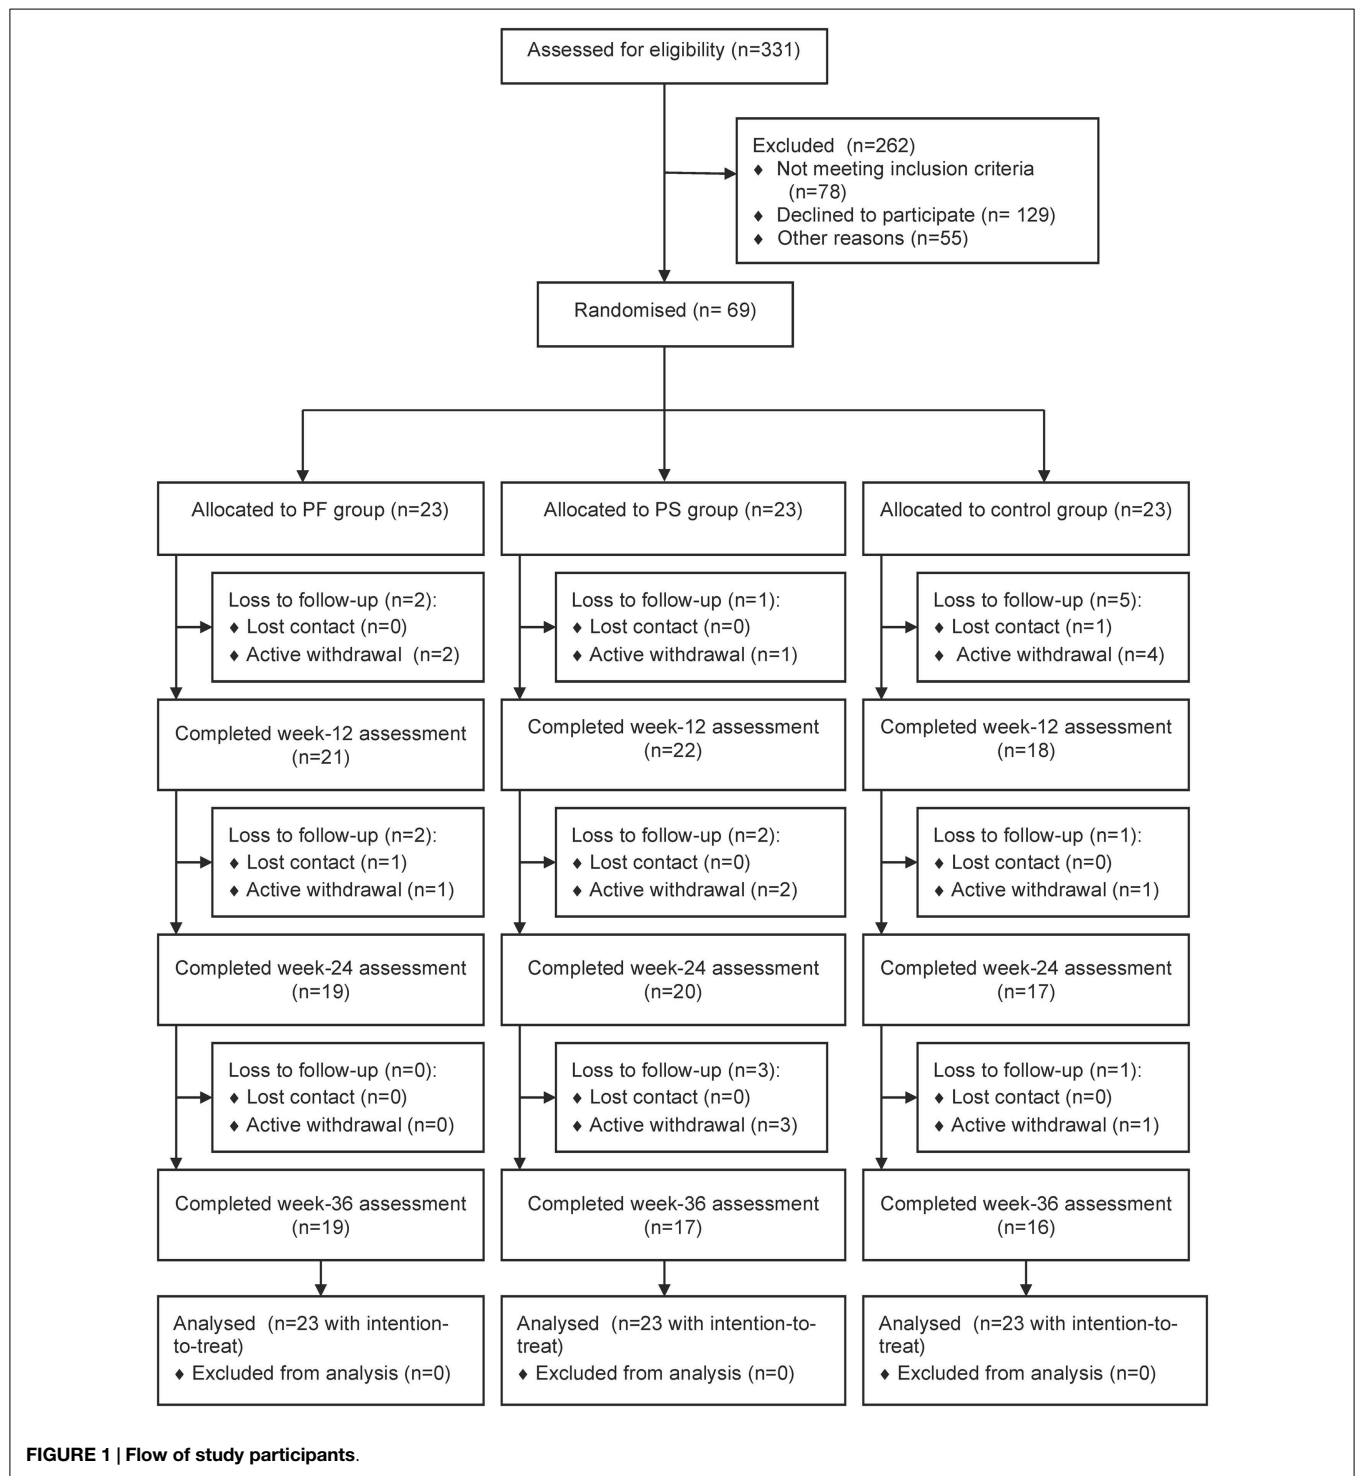 Assessed for eligibility (n=331)
Excluded (n=262)
♦ Not meeting inclusion criteria
(n=78)
♦ Declined to participate (n= 129)
♦ Other reasons (n=55)
Randomised (n= 69)
Allocated to PF group (n=23)
Loss to follow-up (n=2):
♦ Lost contact (n=0)
♦ Active withdrawal (n=2)
Completed week-12 assessment
(n=21)
Loss to follow-up (n=2):
♦ Lost contact (n=1)
♦ Active withdrawal (n=1)
Completed week-24 assessment
(n=19)
Loss to follow-up (n=0):
♦ Lost contact (n=0)
♦ Active withdrawal (n=0)
Completed week-36 assessment
(n=19)
Analysed (n=23 with intention-
to-treat)
♦ Excluded from analysis (n=0)
Allocated to PS group (n=23)
Loss to follow-up (n=1):
♦ Lost contact (n=0)
♦ Active withdrawal (n=1)
Completed week-12 assessment
(n=22)
Loss to follow-up (n=2):
♦ Lost contact (n=0)
♦ Active withdrawal (n=2)
Completed week-24 assessment
(n=20)
Loss to follow-up (n=3):
♦ Lost contact (n=0)
♦ Active withdrawal (n=3)
Completed week-36 assessment
(n=17)
Analysed (n=23 with intention-to-
treat)
♦ Excluded from analysis (n=0)
Allocated to control group (n=23)
Loss to follow-up (n=5):
♦ Lost contact (n=1)
♦ Active withdrawal (n=4)
Completed week-12 assessment
(n=18)
Loss to follow-up (n=1):
♦ Lost contact (n=0)
♦ Active withdrawal (n=1)
Completed week-24 assessment
(n=17)
Loss to follow-up (n=1):
♦ Lost contact (n=0)
♦ Active withdrawal (n=1)
Completed week-36 assessment
(n=16)
Analysed (n=23 with intention-to-
treat)
♦ Excluded from analysis (n=0)
FIGURE 1 | Flow of study participants.